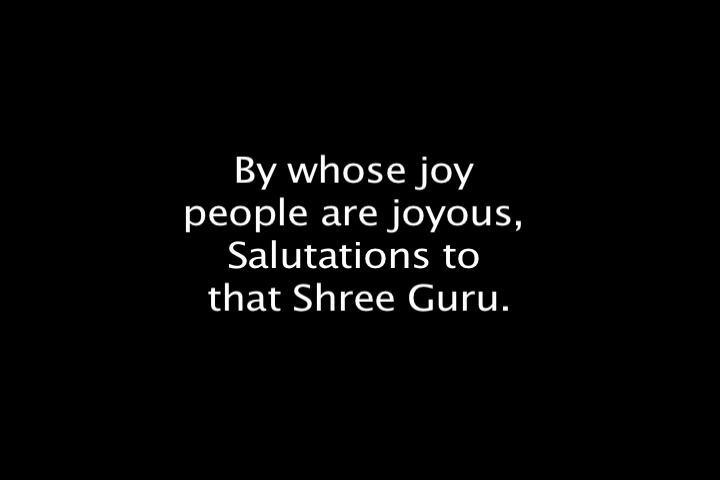 By whose joy
people are joyous,
Salutations to
that Shree Guru.